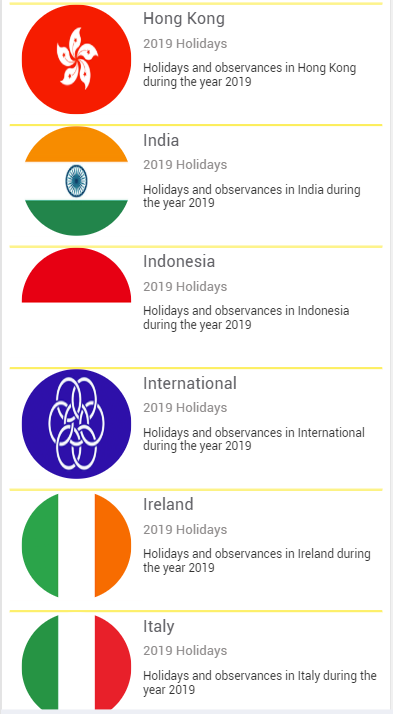 Hong Kong
2019 Holidays
Holidays and observances in Hong Kong
during the year 2019
India
2019 Holidays
Holidays and observances in India during
the year 2019
Indonesia
2019 Holidays
Holidays and observances in Indonesia
during the year 2019
International
2019 Holidays
Holidays and observances in International
during the year 2019
Ireland
2019 Holidays
Holidays and observances in Ireland during
the year 2019
Italy
2019 Holidays
Holidays and observances in Italy during the
year 2019